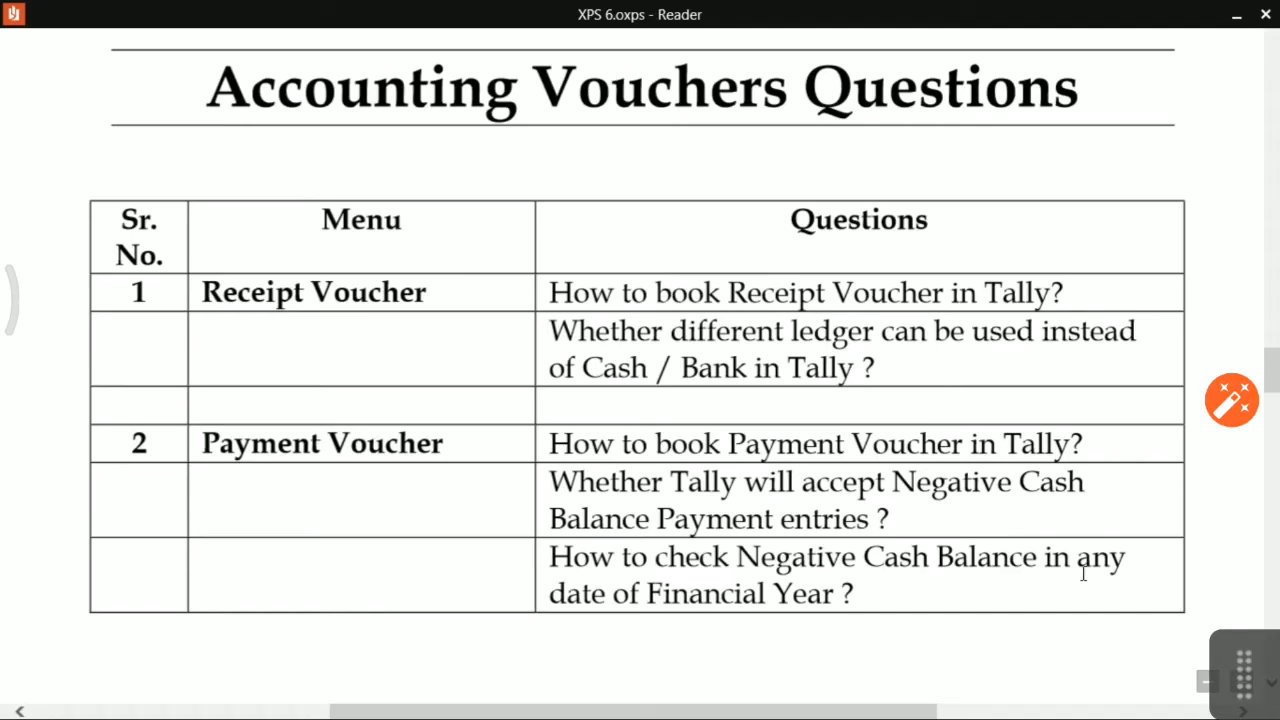 XPS 6.oxps - Reader
Accounting Vouchers Questions
Sr. No.
Menu
Questions
1
Receipt Voucher
How to book Receipt Voucher in Tally?
Whether different ledger can be used instead
of Cash / Bank in Tally ?
2
Payment Voucher
How to book Payment Voucher in Tally?
Whether Tally will accept Negative Cash
Balance Payment entries ?
How to check Negative Cash Balance in any
date of Financial Year ?